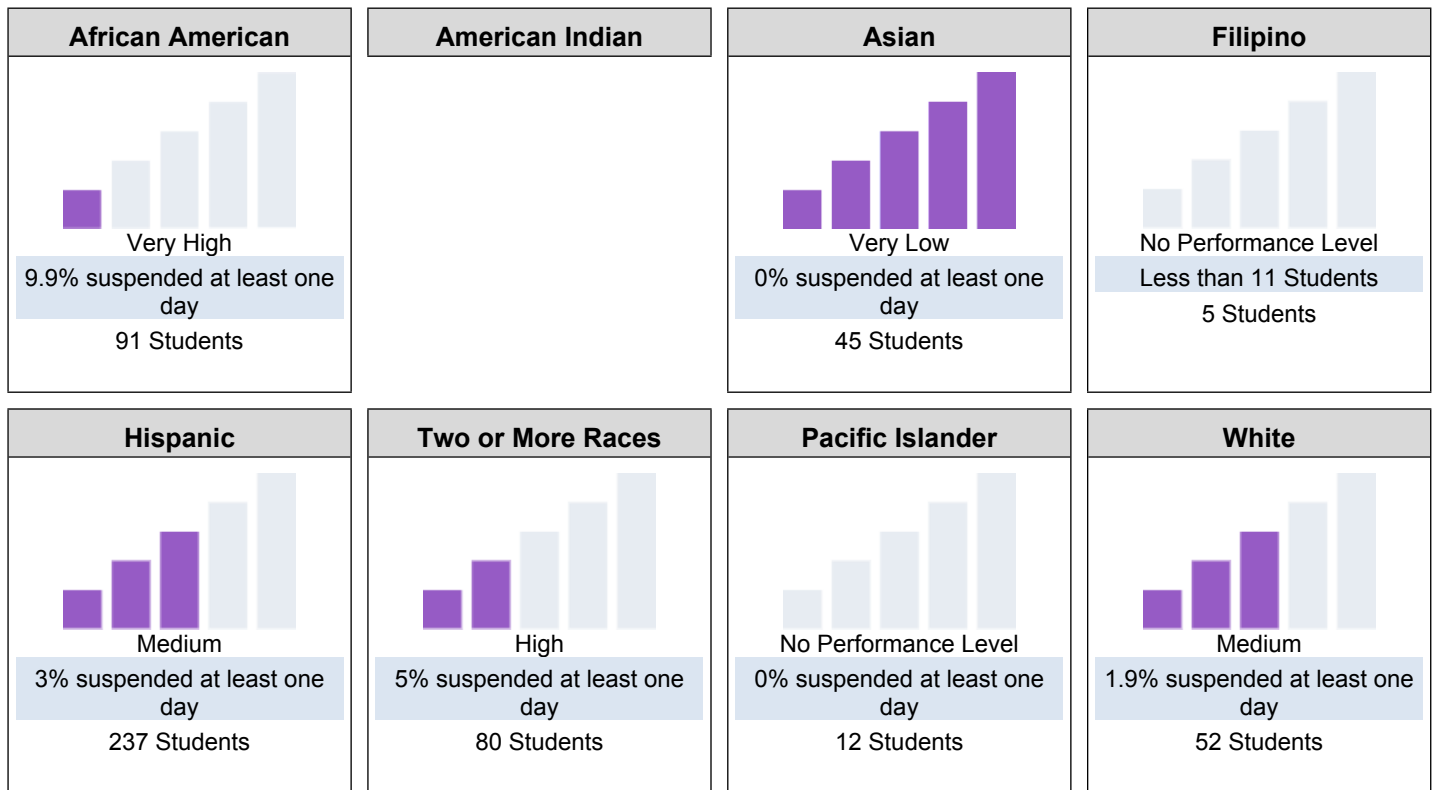 African American
Very High
9.9% suspended at least one
day
91 Students
American Indian
Asian
Very Low
0% suspended at least one
day
45 Students
Filipino
No Performance Level
Less than 11 Students
5 Students
Hispanic
Medium
3% suspended at least one
day
237 Students
Two or More Races
High
5% suspended at least one
day
80 Students
Pacific Islander
No Performance Level
0% suspended at least one
day
12 Students
White
Medium
1.9% suspended at least one
day
52 Students